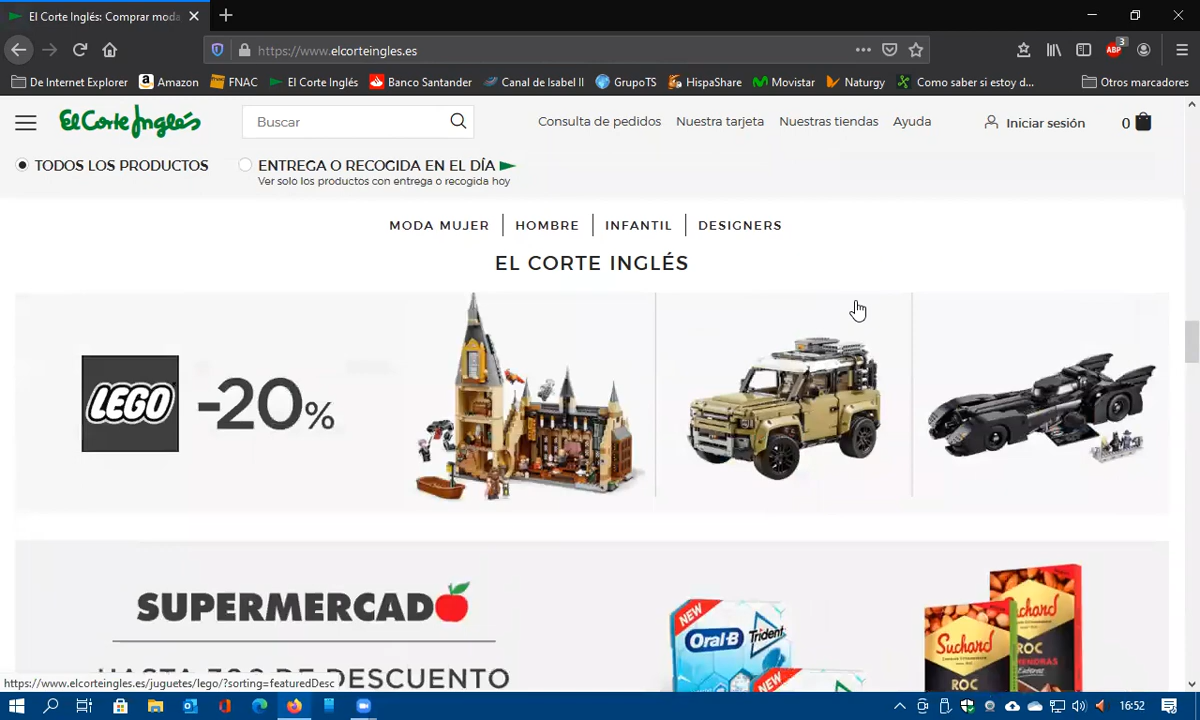 El Corte Inglés: Comprar moda
https://www.elcorteingles.es
3
De Internet Explorer
Amazon
FNAC
El Corte Inglés
Banco Santander
Canal de Isabel II
GrupoTS
HispaShare
Movistar
Naturgy
Como saber si estoy d...
Otros marcadores
El Corte Inglés
Buscar
Consulta de pedidos
Nuestra tarjeta
Nuestras tiendas
Ayuda
Iniciar sesión
0
TODOS LOS PRODUCTOS
ENTREGA O RECOGIDA EN EL DÍA
Ver solo los productos con entrega o recogida hoy
MODA MUJER
HOMBRE
INFANTIL
DESIGNERS
EL CORTE INGLÉS
LEGO
-20%
SUPERMERCADO
DE DESCUENTO
NEW
Oral-B
Trident
NEW
Suchard
ROC
Suchard
ROC
https://www.elcorteingles.es/juguetes/lego/?sorting=featuredDesc
16:52